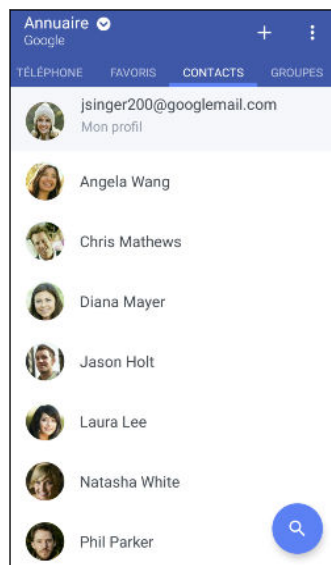 Annuaire
Google
TÉLÉPHONE FAVORIS CONTACTS GROUPES
jsinger200@googlemail.com
Mon profil
Angela Wang
Chris Mathews
Diana Mayer
Jason Holt
Laura Lee
Natasha White
Phil Parker